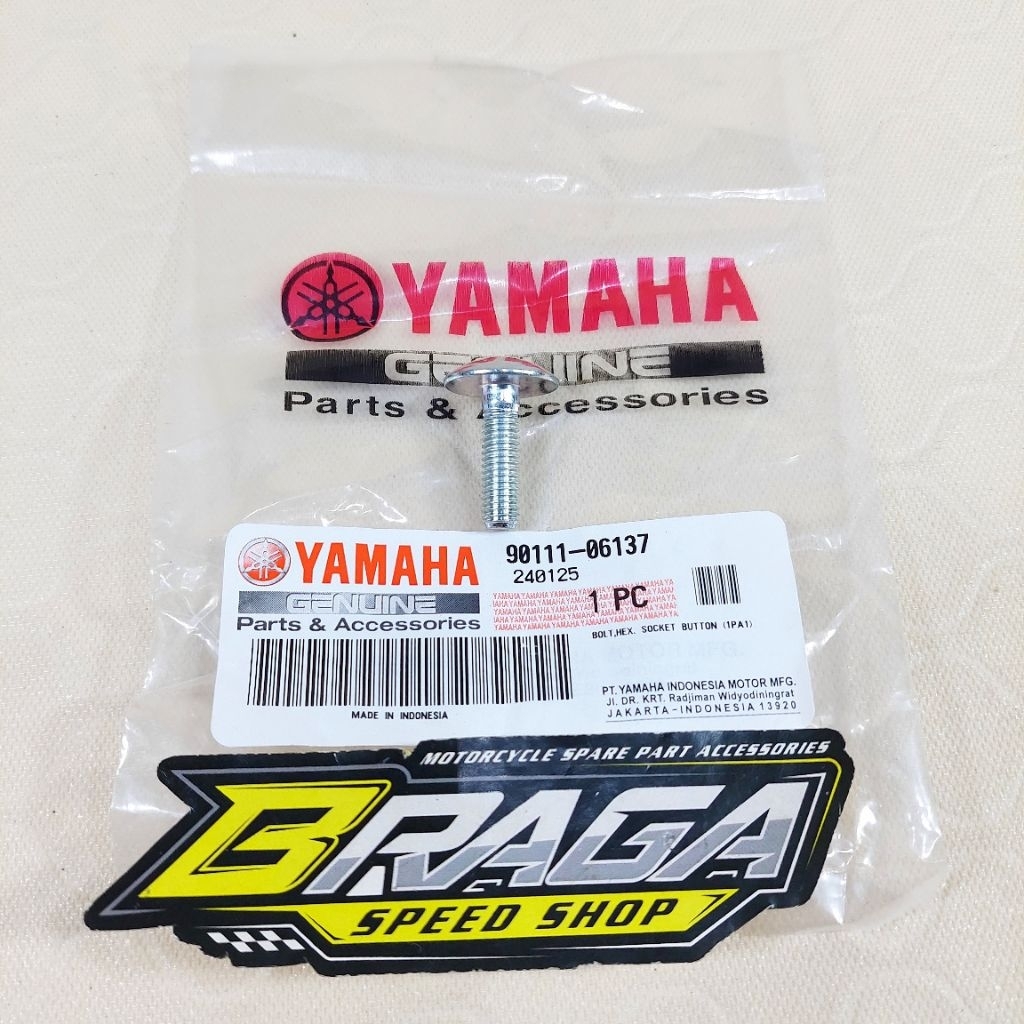 YAMAHA
GENUINE
Parts & Accessories
YAMAHA
GENUINE
Parts & Accessories
90111-06137
240125
1 PC
BOLT,HEX. SOCKET BUTTON (1PA1)
MADE IN INDONESIA
PT. YAMAHA INDONESIA MOTOR MFG.
Jl. DR. KRT. Radjiman Widyodiningrat
JAKARTA-INDONESIA 13920
MOTORCYCLE SPARE PART ACCESSORIES
BRAGA
SPEED SHOP